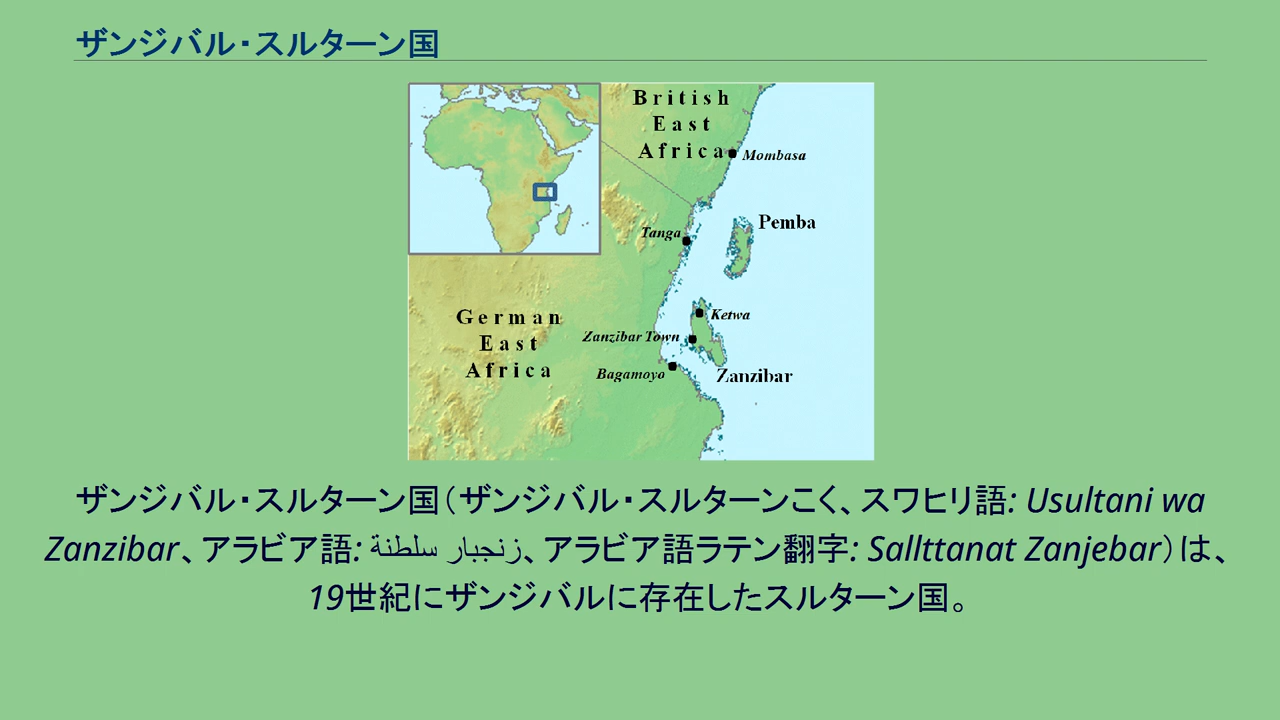 ザンジバル・スルターン国
British
East
Africa
Mombasa
Pemba
Tanga
German
East
Africa
Ketwa
Zanzibar Town
Bagamoyo
Zanzibar
ザンジバル・スルターン国（ザンジバル・スルターンこく、スワヒリ語: Usultani wa
Zanzibar、アラビア語: زنجبار سلطنة、アラビア語ラテン翻字: Sallttanat Zanjebar）は、
19世紀にザンジバルに存在したスルターン国。